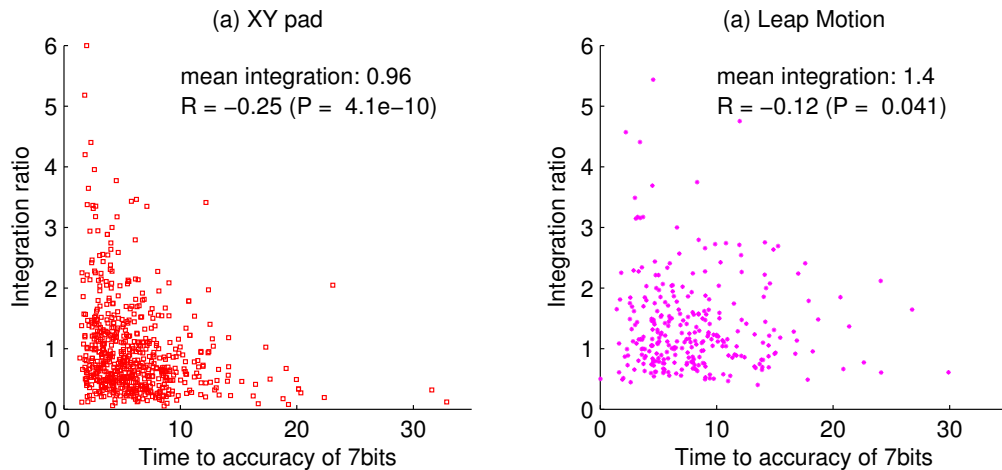 (a) XY pad
mean integration: 0.96
R = −0.25 (P =  4.1e−10)
Integration ratio
6
5
4
3
2
1
0
0 10 20 30
Time to accuracy of 7bits
(a) Leap Motion
mean integration: 1.4
R = −0.12 (P =  0.041)
Integration ratio
6
5
4
3
2
1
0
0 10 20 30
Time to accuracy of 7bits